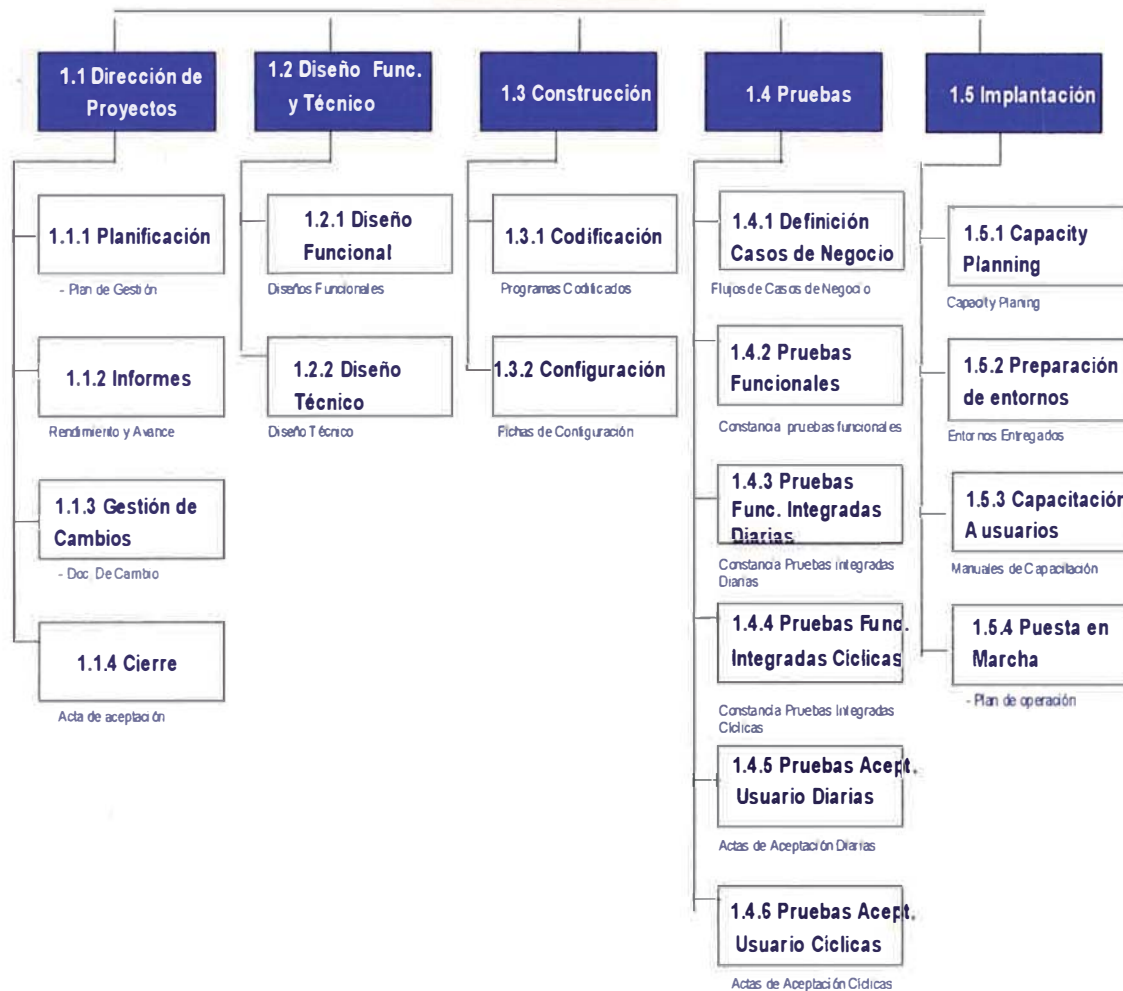 1.1 Dirección de
Proyectos
1.2 Diseño Func.
y Técnico
1.3 Construcción
1.4 Pruebas
1.5 Implantación
1.1.1 Planificación
- Plan de Gestión
1.1.2 Informes
Rendimiento y Avance
1.1.3 Gestión de
Cambios
- Doc. De Cambio
1.1.4 Cierre
Acta de aceptación
1.2.1 Diseño
Funcional
Diseños Funcionales
1.2.2 Diseño
Técnico
Diseño Técnico
1.3.1 Codificación
Programas Codificados
1.3.2 Configuración
Fichas de Configuración
1.4.1 Definición
Casos de Negocio
Flujos de Casos de Negocio
1.4.2 Pruebas
Funcionales
Constancia pruebas funcionales
1.4.3 Pruebas
Func. Integradas
Diarias
Constancia Pruebas integradas
Diarias
1.4.4 Pruebas Func.
Integradas Cíclicas
Constancia Pruebas Integradas
Cíclicas
1.4.5 Pruebas Acept.
Usuario Diarias
Actas de Aceptación Diarias
1.4.6 Pruebas Acept.
Usuario Cíclicas
Actas de Aceptación Cíclicas
1.5.1 Capacity
Planning
Capacity Planing
1.5.2 Preparación
de entornos
Entornos Entregados
1.5.3 Capacitación
A usuarios
Manuales de Capacitación
1.5.4 Puesta en
Marcha
- Plan de operación